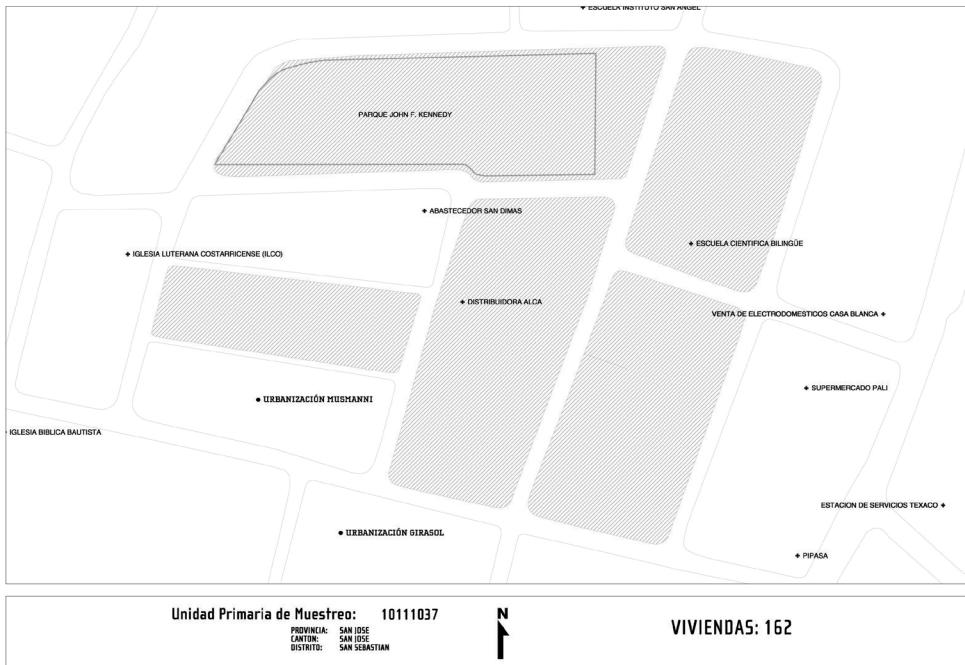 ESCUELA INSTITUTO SAN ANGEL
PARQUE JOHN F. KENNEDY
ABASTECEDOR SAN DIMAS
ESCUELA CIENTIFICA BILINGÜE
IGLESIA LUTERANA COSTARRICENSE (ILCO)
DISTRIBUIDORA ALCA
VENTA DE ELECTRODOMESTICOS CASA BLANCA
SUPERMERCADO PALI
URBANIZACIÓN MUSMANNI
IGLESIA BIBLICA BAUTISTA
ESTACION DE SERVICIOS TEXACO
URBANIZACIÓN GIRASOL
PIPASA
Unidad Primaria de Muestreo: 10111037
PROVINCIA: SAN JOSE
CANTON: SAN JOSE
DISTRITO: SAN SEBASTIAN
N
VIVIENDAS: 162